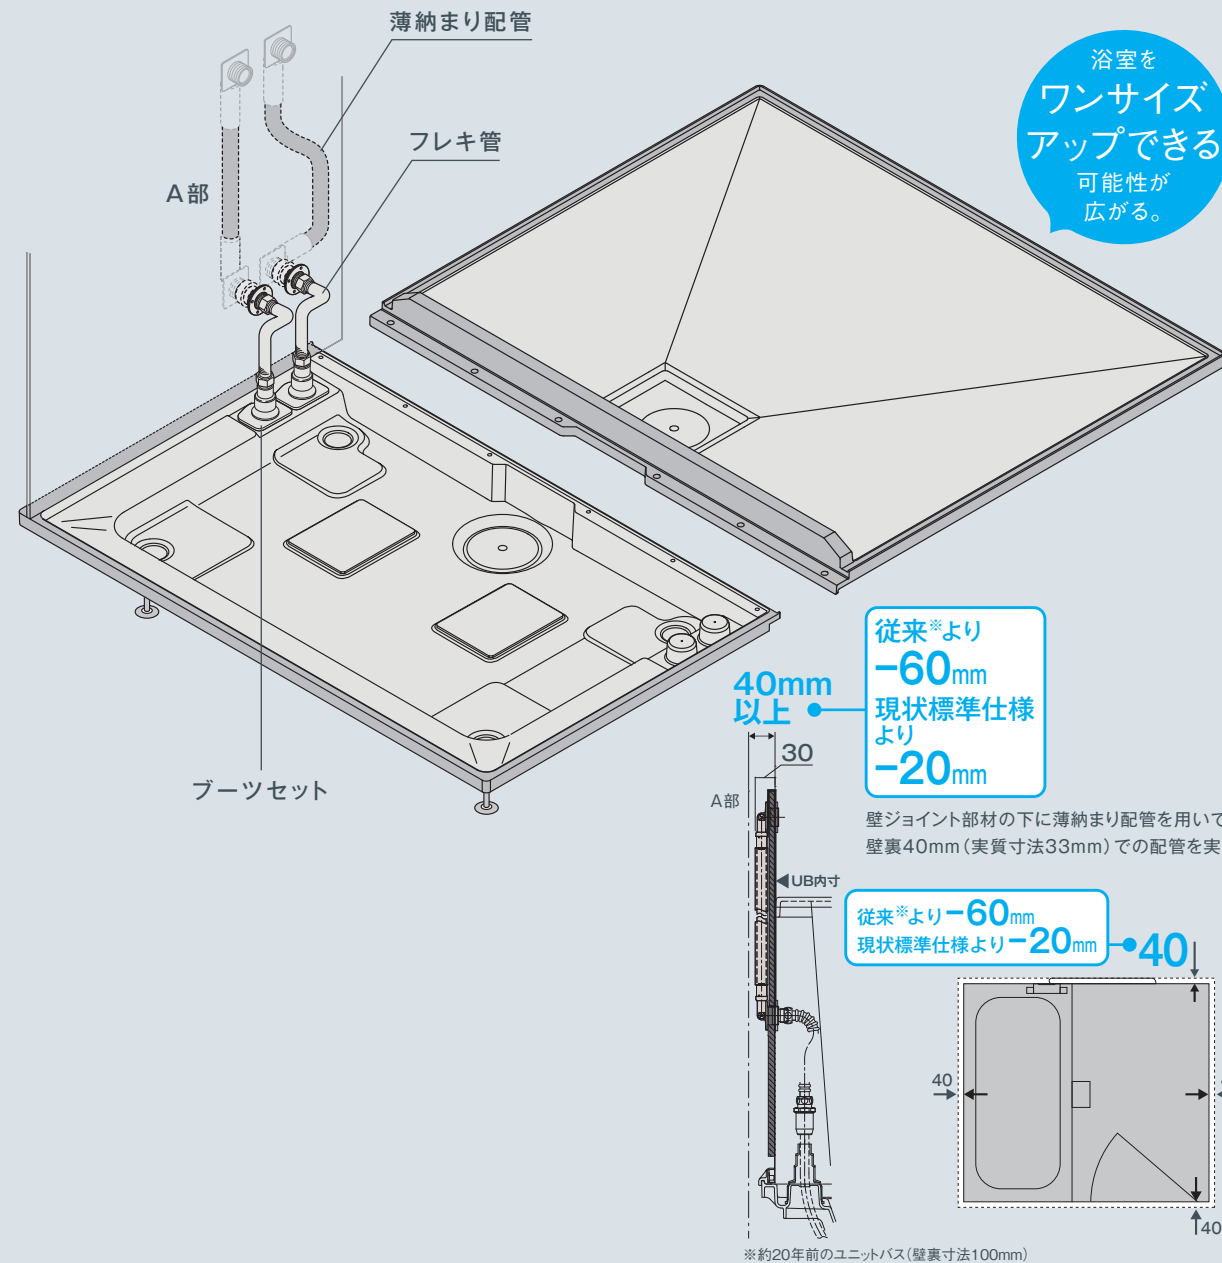 薄納まり配管
フレキ管
A部
浴室を
ワンサイズ
アップできる
可能性が
広がる。
ブーツセット
40mm
以上
従来※より
−60mm
現状標準仕様
より
−20mm
30
A部
壁ジョイント部材の下に薄納まり配管を用いて
壁裏40mm（実質寸法33mm）での配管を実
UB内寸
従来※より−60mm
現状標準仕様より−20mm
40
40
40
※約20年前のユニットバス（壁裏寸法100mm）